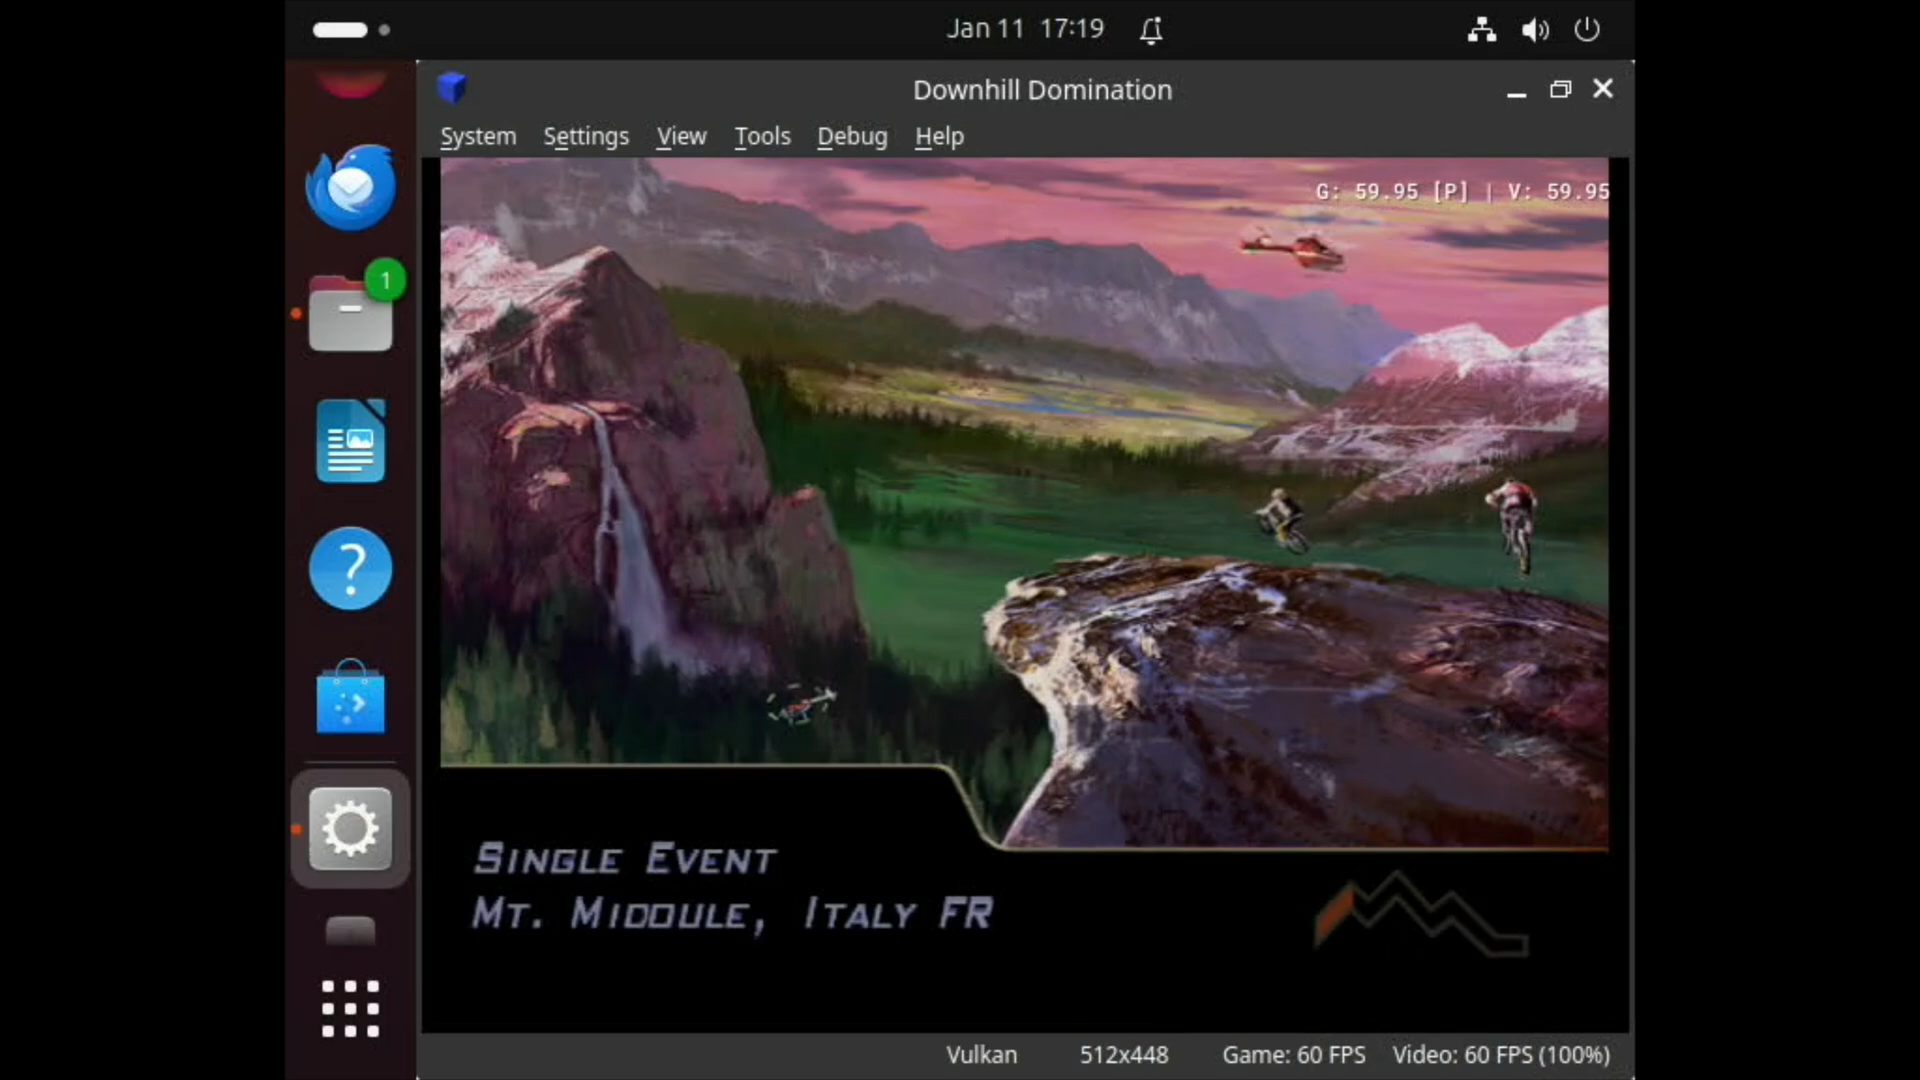 Jan 11 17:19
Downhill Domination
System Settings View Tools Debug Help
G: 59.95 [P] | V: 59.95
1
?
SINGLE EVENT
MT. MIDDULE, ITALY FR
Vulkan 512x448 Game: 60 FPS Video: 60 FPS (100%)